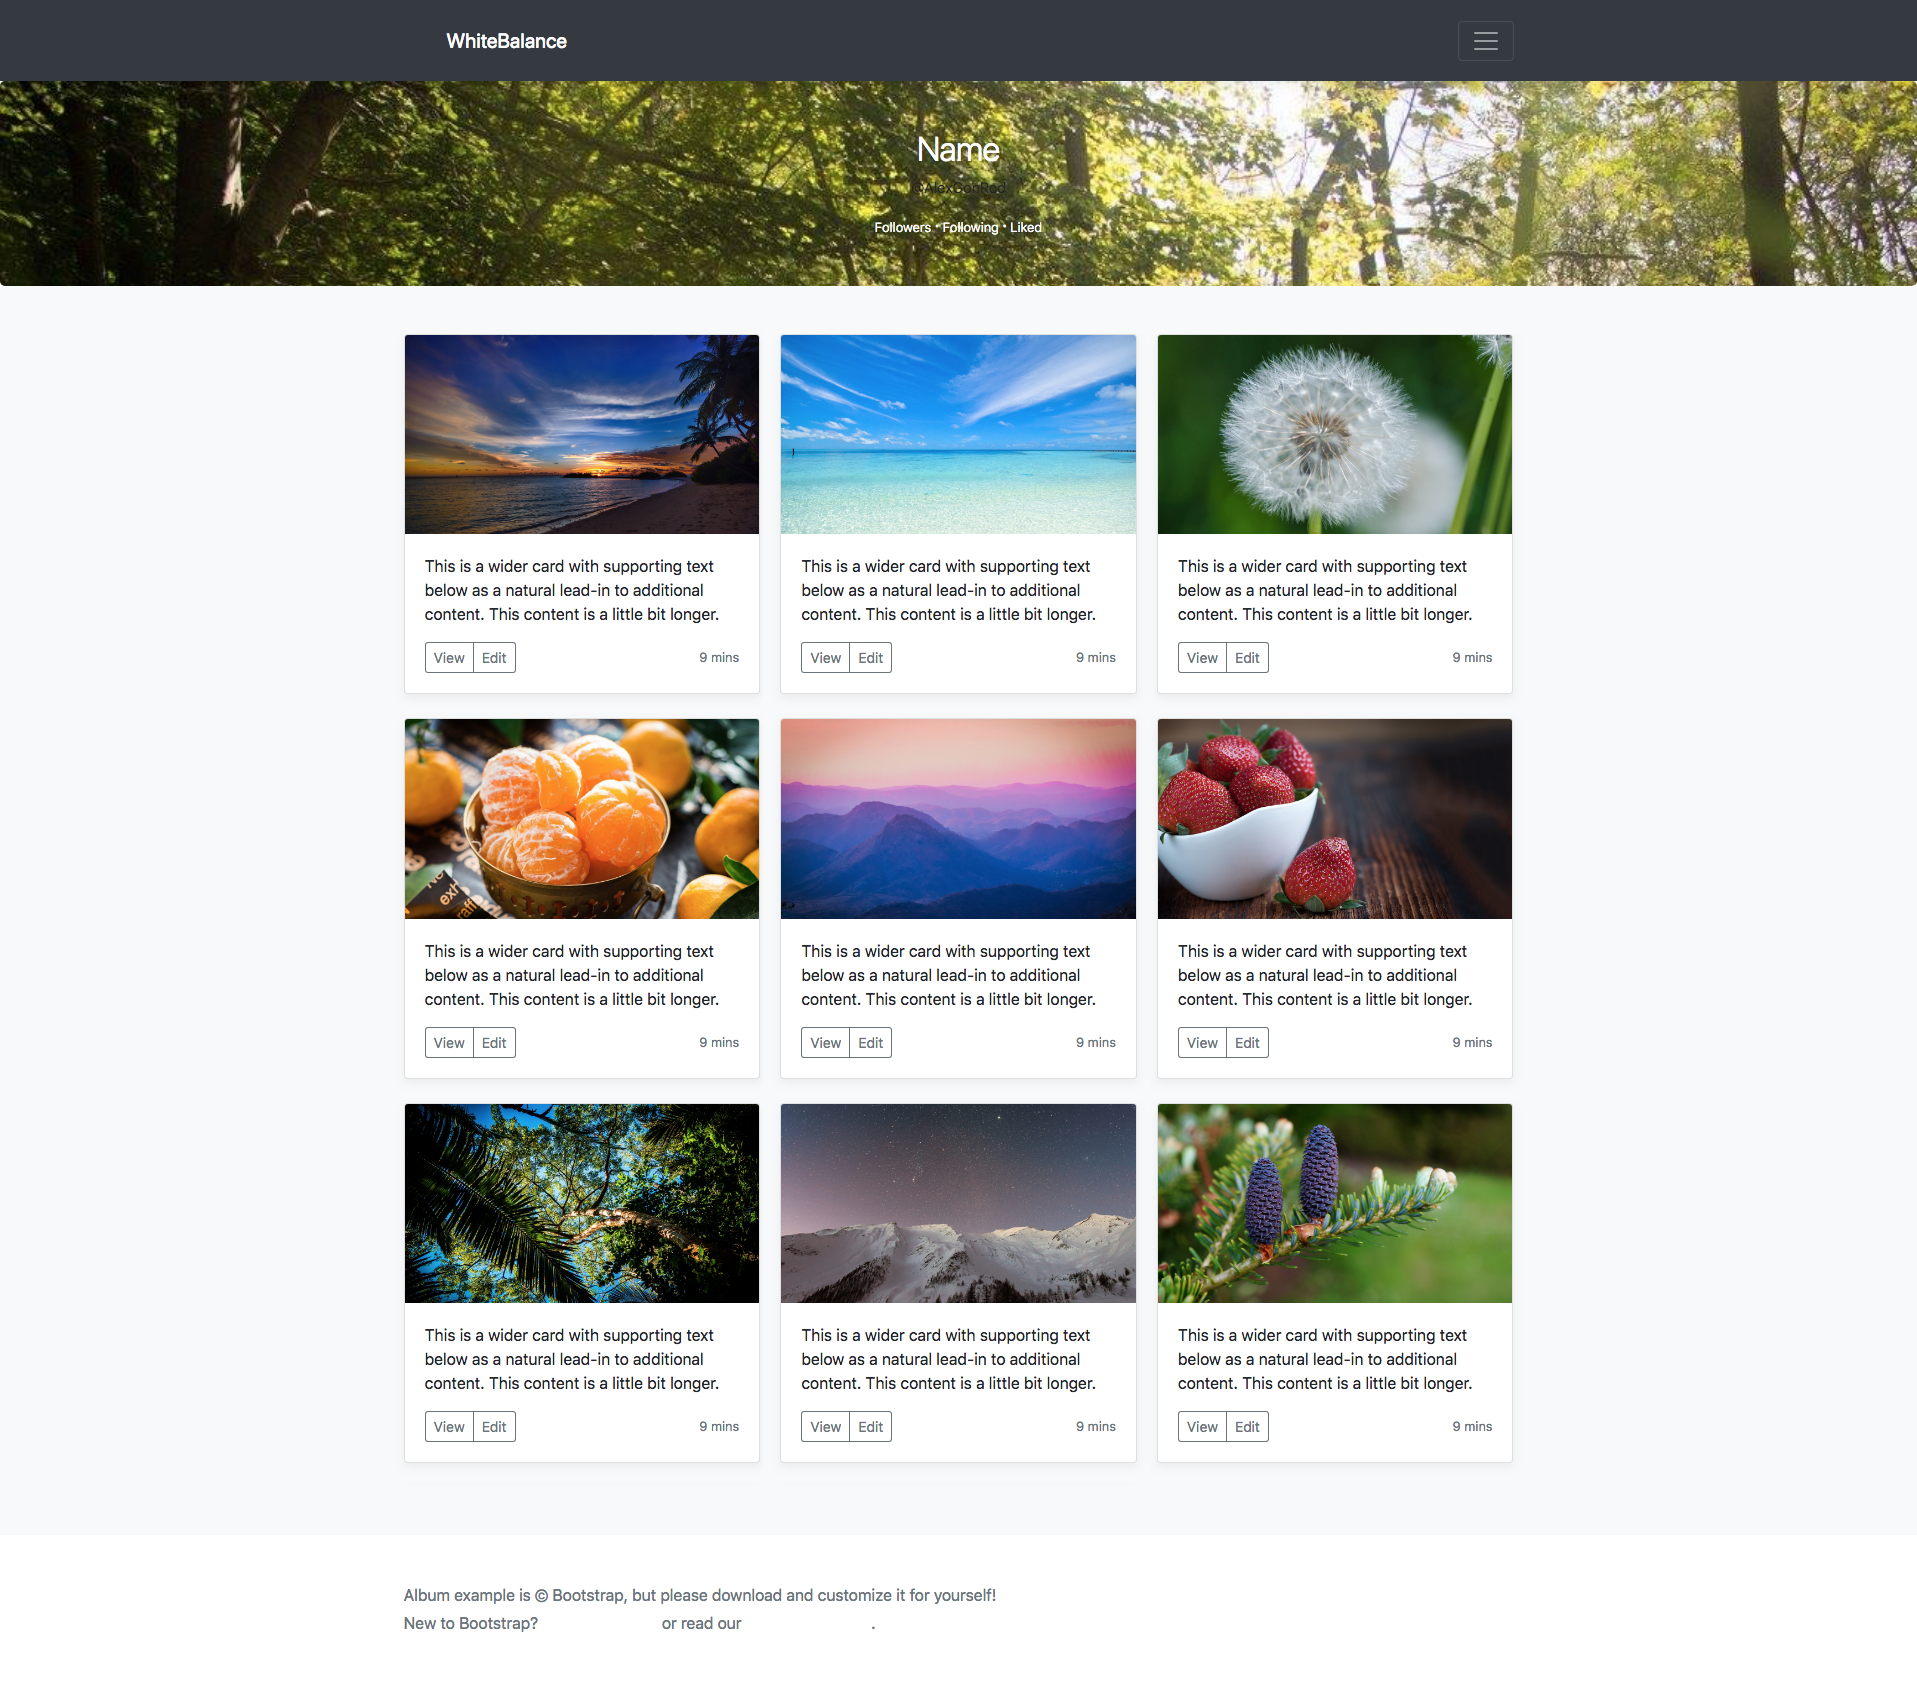 WhiteBalance
Name
@AlexGonRod
Followers • Following • Liked
This is a wider card with supporting text
below as a natural lead-in to additional
content. This content is a little bit longer.
View Edit 9 mins
This is a wider card with supporting text
below as a natural lead-in to additional
content. This content is a little bit longer.
View Edit 9 mins
This is a wider card with supporting text
below as a natural lead-in to additional
content. This content is a little bit longer.
View Edit 9 mins
This is a wider card with supporting text
below as a natural lead-in to additional
content. This content is a little bit longer.
View Edit 9 mins
This is a wider card with supporting text
below as a natural lead-in to additional
content. This content is a little bit longer.
View Edit 9 mins
This is a wider card with supporting text
below as a natural lead-in to additional
content. This content is a little bit longer.
View Edit 9 mins
This is a wider card with supporting text
below as a natural lead-in to additional
content. This content is a little bit longer.
View Edit 9 mins
This is a wider card with supporting text
below as a natural lead-in to additional
content. This content is a little bit longer.
View Edit 9 mins
This is a wider card with supporting text
below as a natural lead-in to additional
content. This content is a little bit longer.
View Edit 9 mins
Album example is © Bootstrap, but please download and customize it for yourself!
New to Bootstrap? or read our .